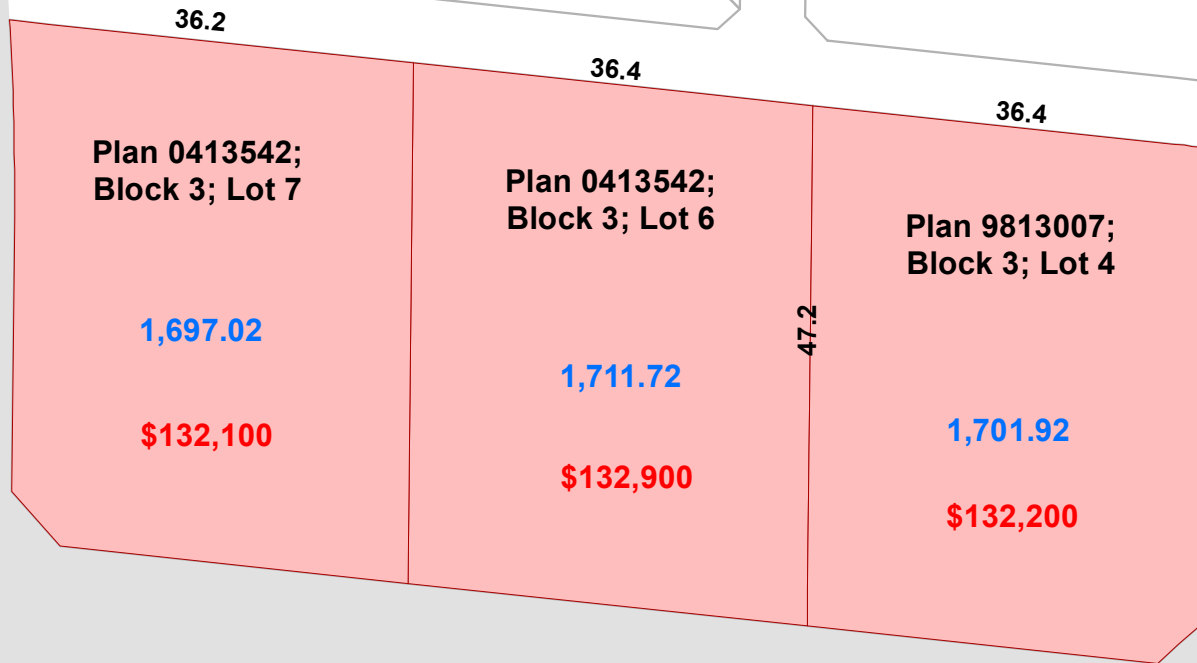 36.2
36.4
36.4
Plan 0413542;
Block 3; Lot 7
1,697.02
$132,100
Plan 0413542;
Block 3; Lot 6
1,711.72
$132,900
47.2
Plan 9813007;
Block 3; Lot 4
1,701.92
$132,200